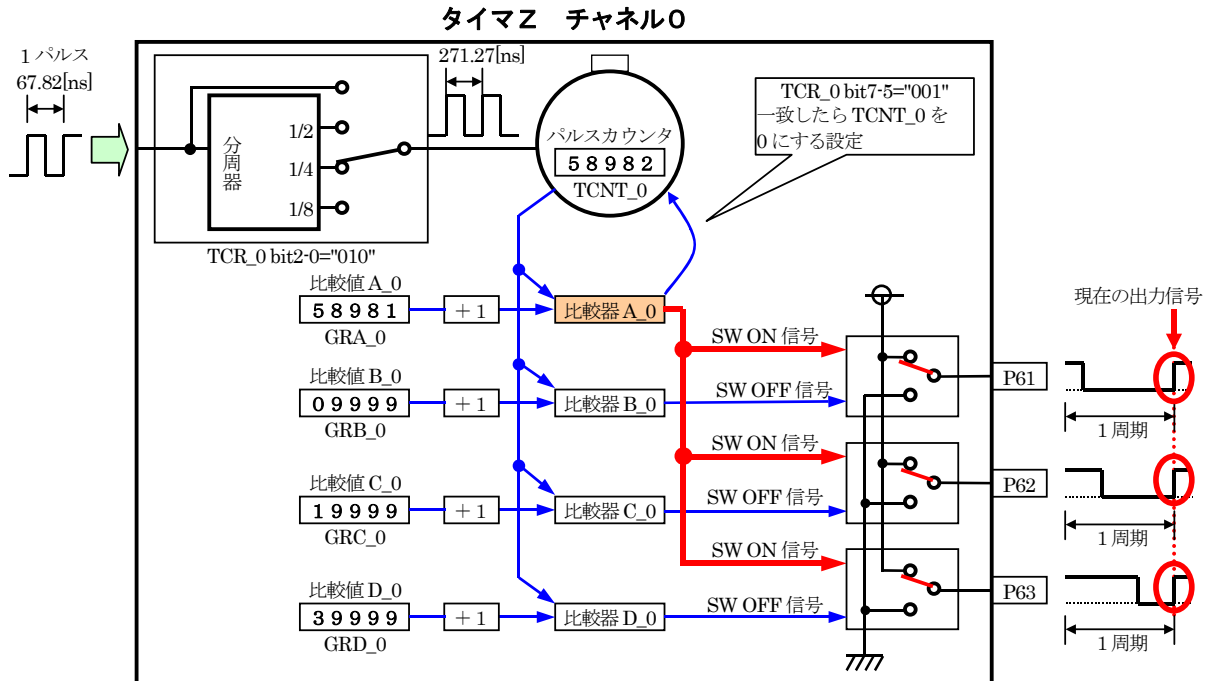 タイマZ　チャネル0
1 パルス
67.82[ns]
271.27[ns]
分周器
1/2
1/4
1/8
TCR_0 bit2-0="010"
パルスカウンタ
58982
TCNT_0
TCR_0 bit7-5="001"
一致したら TCNT_0 を
0 にする設定
比較値 A_0
58981
GRA_0
+1
比較器 A_0
比較値 B_0
09999
GRB_0
+1
比較器 B_0
比較値 C_0
19999
GRC_0
+1
比較器 C_0
比較値 D_0
39999
GRD_0
+1
比較器 D_0
SW ON 信号
SW OFF 信号
SW ON 信号
SW OFF 信号
SW ON 信号
SW OFF 信号
現在の出力信号
P61
1 周期
P62
1 周期
P63
1 周期